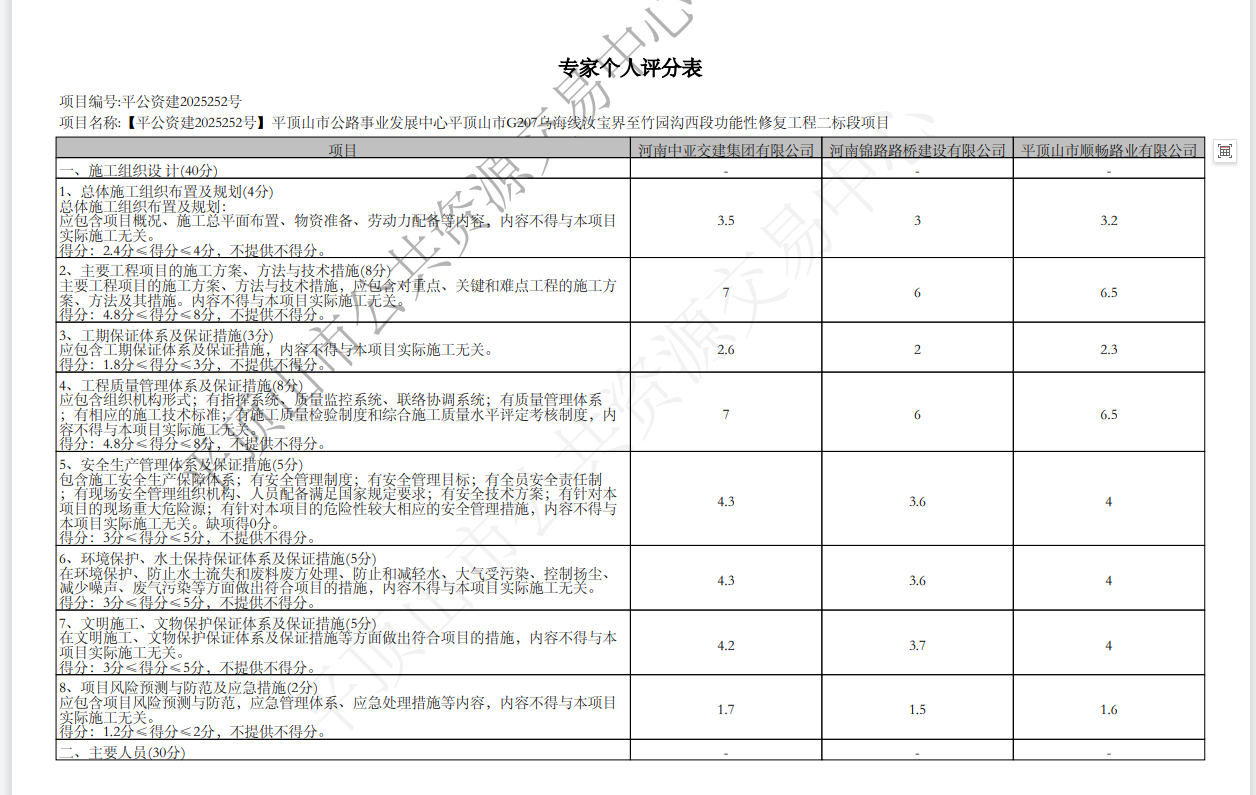 专家个人评分表
项目编号:平公资建2025252号
项目名称:【平公资建2025252号】平顶山市公路事业发展中心平顶山市G207乌海线汝宝界至竹园沟西段功能性修复工程二标段项目
项目 河南中亚交建集团有限公司 河南锦路路桥建设有限公司 平顶山市顺畅路业有限公司
一、施工组织设 计(40分) - - -
1、总体施工组织布置及规划(4分)
总体施工组织布置及规划：
应包含项目概况、施工总平面布置、物资准备、劳动力配备等内容，内容不得与本项目
实际施工无关。
得分：2.4分≤得分≤4分，不提供不得分。
3.5 3 3.2
2、主要工程项目的施工方案、方法与技术措施(8分)
主要工程项目的施工方案、方法与技术措施，应包含对重点、关键和难点工程的施工方
案、方法及其措施。内容不得与本项目实际施工无关。
得分：4.8分≤得分≤8分，不提供不得分。
7 6 6.5
3、工期保证体系及保证措施(3分)
应包含工期保证体系及保证措施，内容不得与本项目实际施工无关。
得分：1.8分≤得分≤3分，不提供不得分。
2.6 2 2.3
4、工程质量管理体系及保证措施(8分)
应包含组织机构形式；有指挥系统、质量监控系统、联络协调系统；有质量管理体系
；有相应的施工技术标准；有施工质量检验制度和综合施工质量水平评定考核制度，内
容不得与本项目实际施工无关。
得分：4.8分≤得分≤8分，不提供不得分。
7 6 6.5
5、安全生产管理体系及保证措施(5分)
包含施工安全生产保障体系；有安全管理制度；有安全管理目标；有全员安全责任制
；有现场安全管理组织机构、人员配备满足国家规定要求；有安全技术方案；有针对本
项目的现场重大危险源；有针对本项目的危险性较大相应的安全管理措施，内容不得与
本项目实际施工无关。缺项得0分。
得分：3分≤得分≤5分，不提供不得分。
4.3 3.6 4
6、环境保护、水土保持保证体系及保证措施(5分)
在环境保护、防止水土流失和废料废方处理、防止和减轻水、大气受污染、控制扬尘、
减少噪声、废气污染等方面做出符合项目的措施，内容不得与本项目实际施工无关。
得分：3分≤得分≤5分，不提供不得分。
4.3 3.6 4
7、文明施工、文物保护保证体系及保证措施(5分)
在文明施工、文物保护保证体系及保证措施等方面做出符合项目的措施，内容不得与本
项目实际施工无关。
得分：3分≤得分≤5分，不提供不得分。
4.2 3.7 4
8、项目风险预测与防范及应急措施(2分)
应包含项目风险预测与防范，应急管理体系、应急处理措施等内容，内容不得与本项目
实际施工无关。
得分：1.2分≤得分≤2分，不提供不得分。
1.7 1.5 1.6
二、主要人员(30分) - - -
平顶山市公共资源交易中心
平顶山市公共资源交易中心